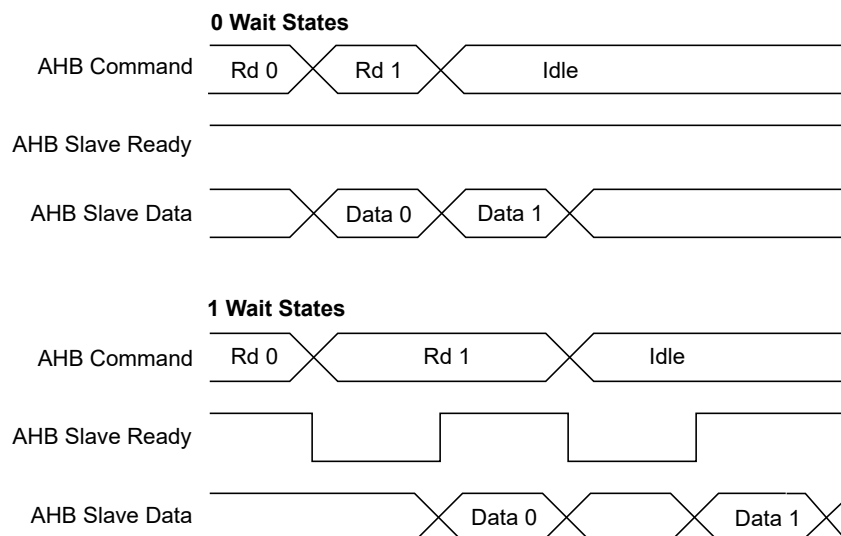 0 Wait States
AHB Command Rd 0 Rd 1 Idle
AHB Slave Ready
AHB Slave Data Data 0 Data 1
1 Wait States
AHB Command Rd 0 Rd 1 Idle
AHB Slave Ready
AHB Slave Data Data 0 Data 1